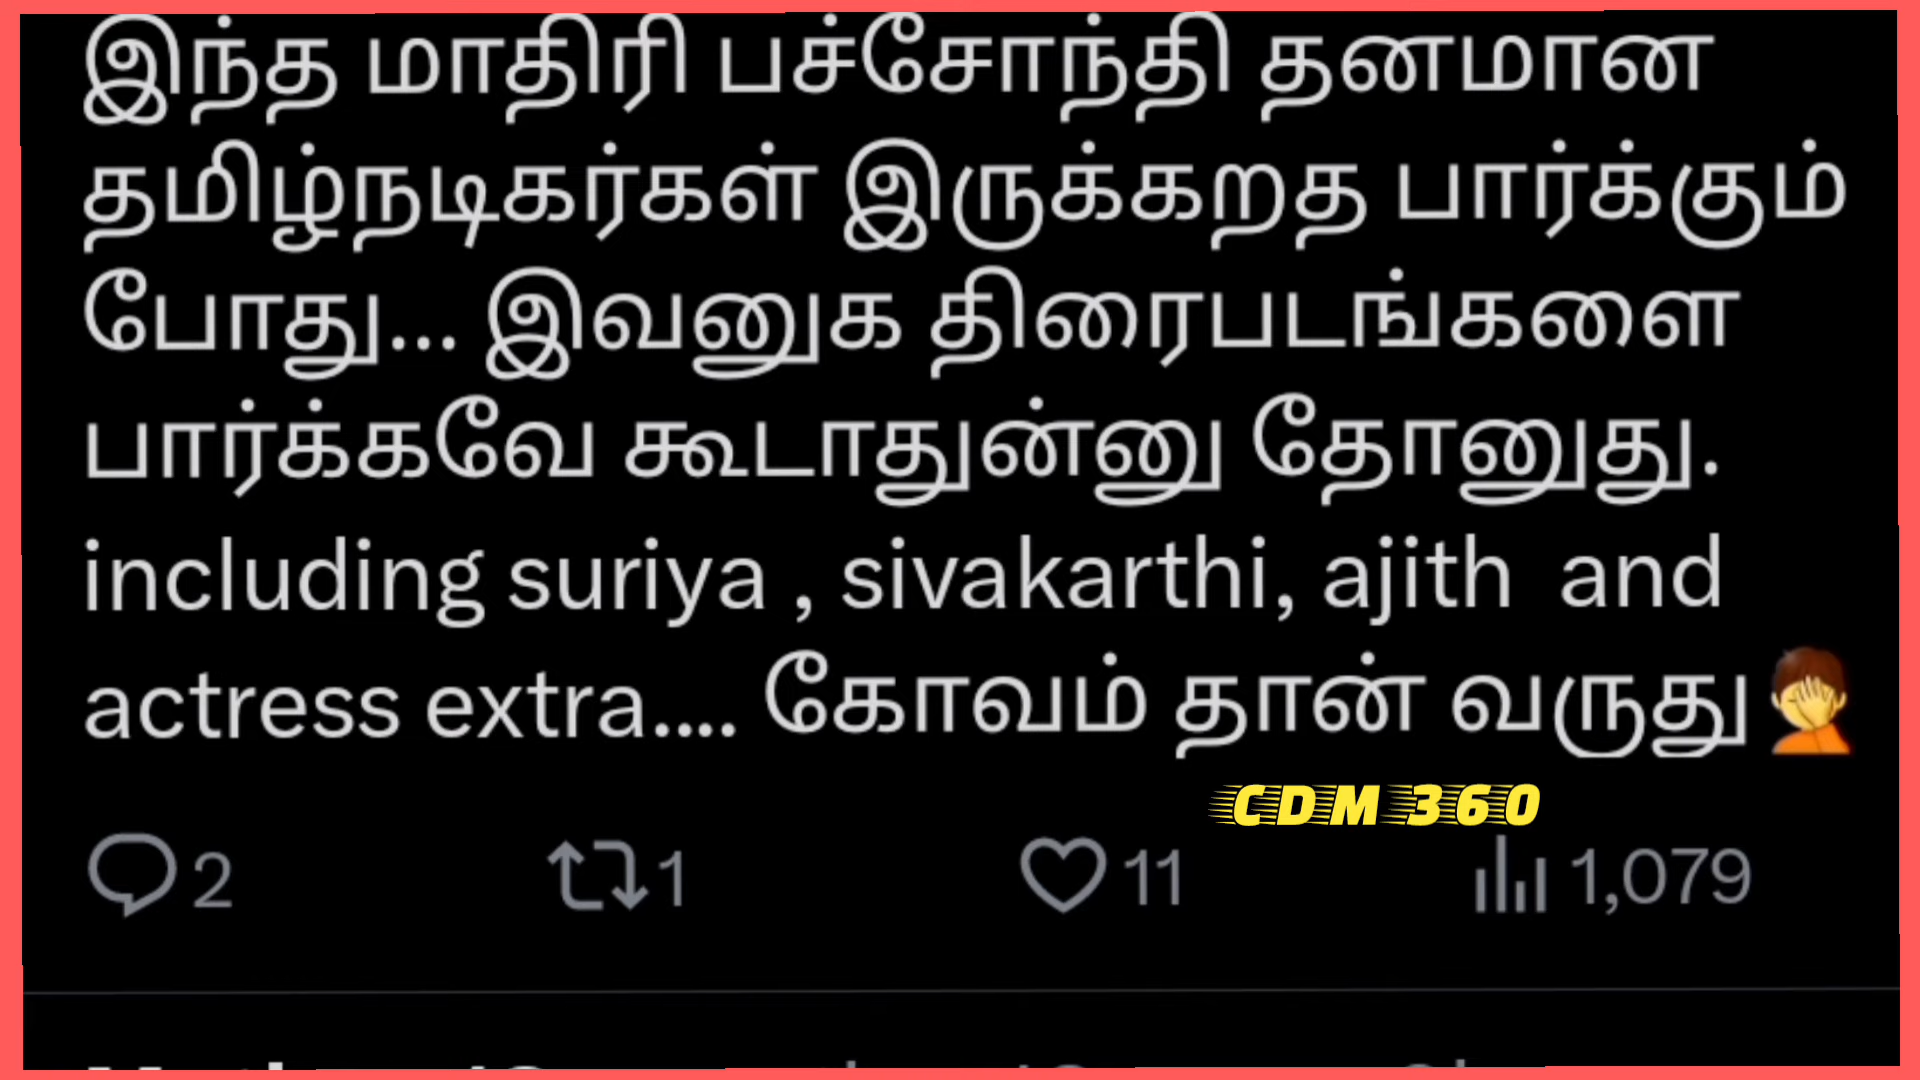 இந்த மாதிரி பச்சோந்தி தனமான
தமிழ்நடிகர்கள் இருக்கறத பார்க்கும்
போது... இவனுக திரைபடங்களை
பார்க்கவே கூடாதுன்னு தோனுது.
including suriya , sivakarthi, ajith  and
actress extra.... கோவம் தான் வருது🤦
CDM 360
2 1 11 1,079